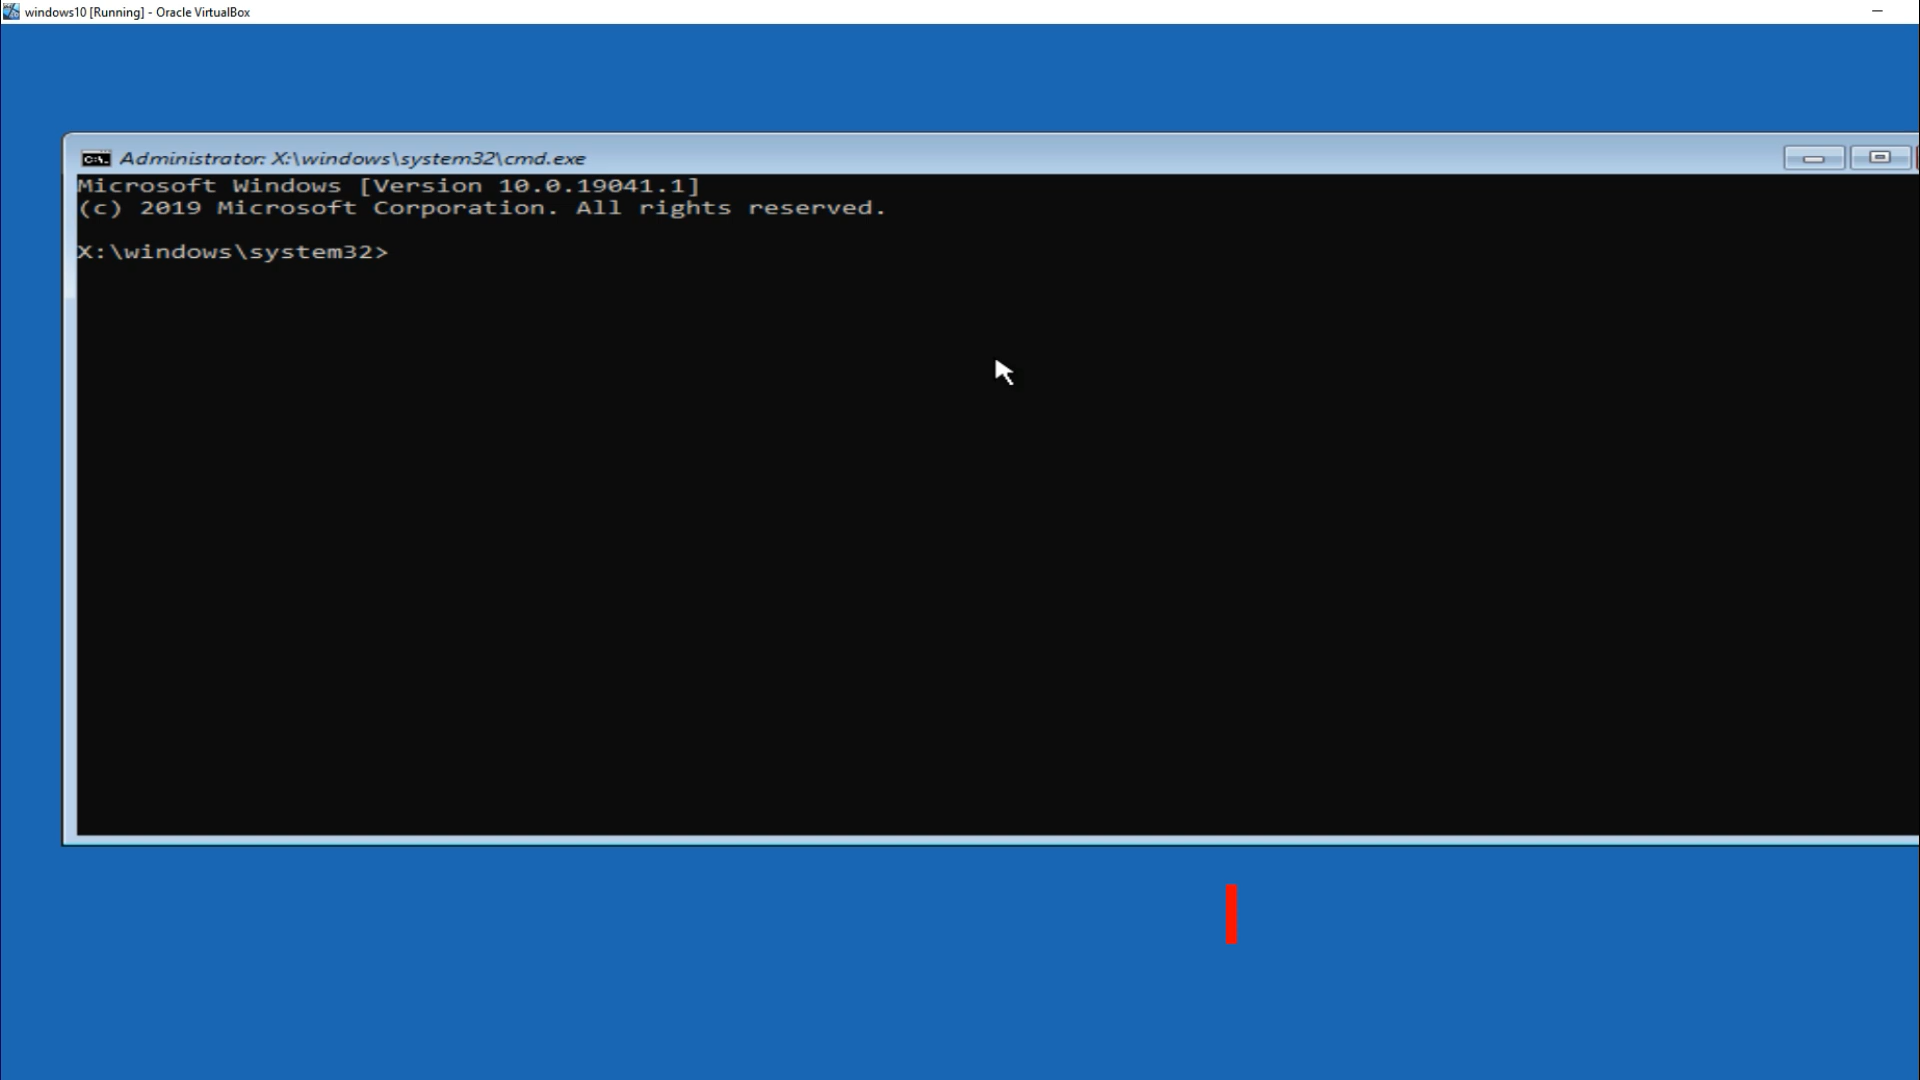 windows10 [Running] - Oracle VirtualBox
Administrator: X:\windows\system32\cmd.exe
Microsoft Windows [Version 10.0.19041.1]
(c) 2019 Microsoft Corporation. All rights reserved.
X:\windows\system32>